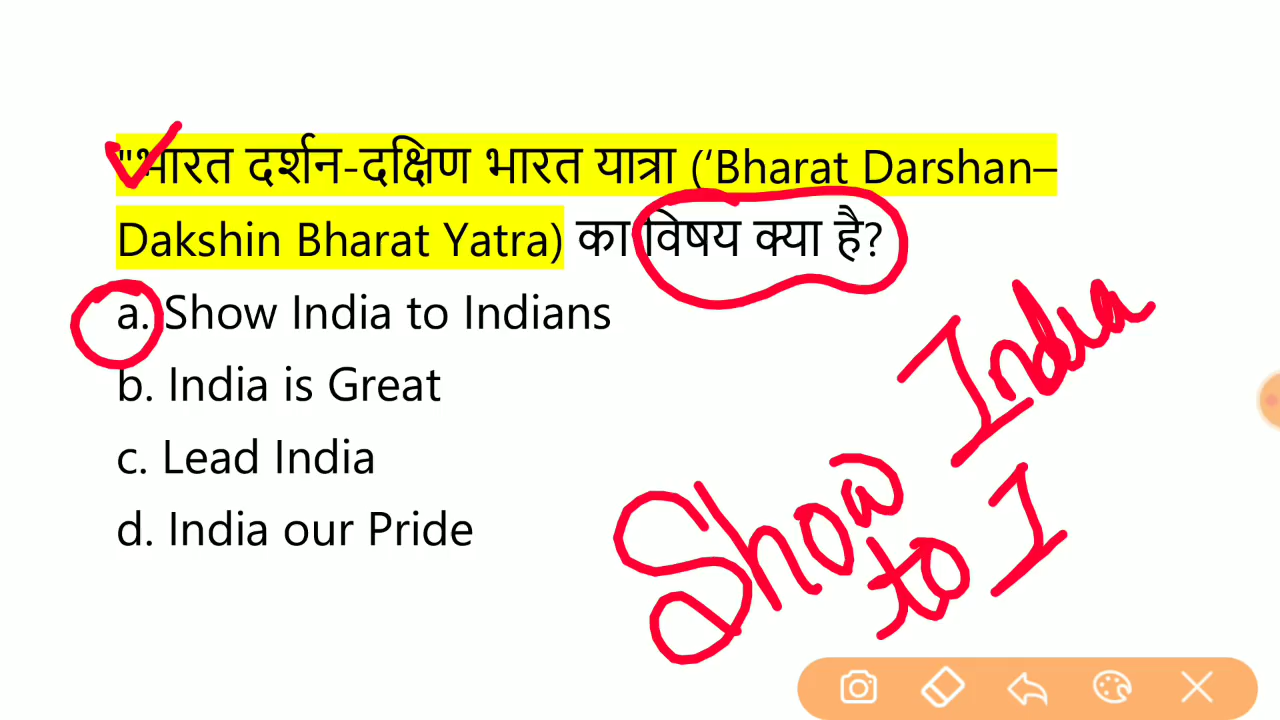 "भारत दर्शन-दक्षिण भारत यात्रा (‘Bharat Darshan–
Dakshin Bharat Yatra) का विषय क्या है?
a. Show India to Indians
b. India is Great
c. Lead India
d. India our Pride
Show India
to I